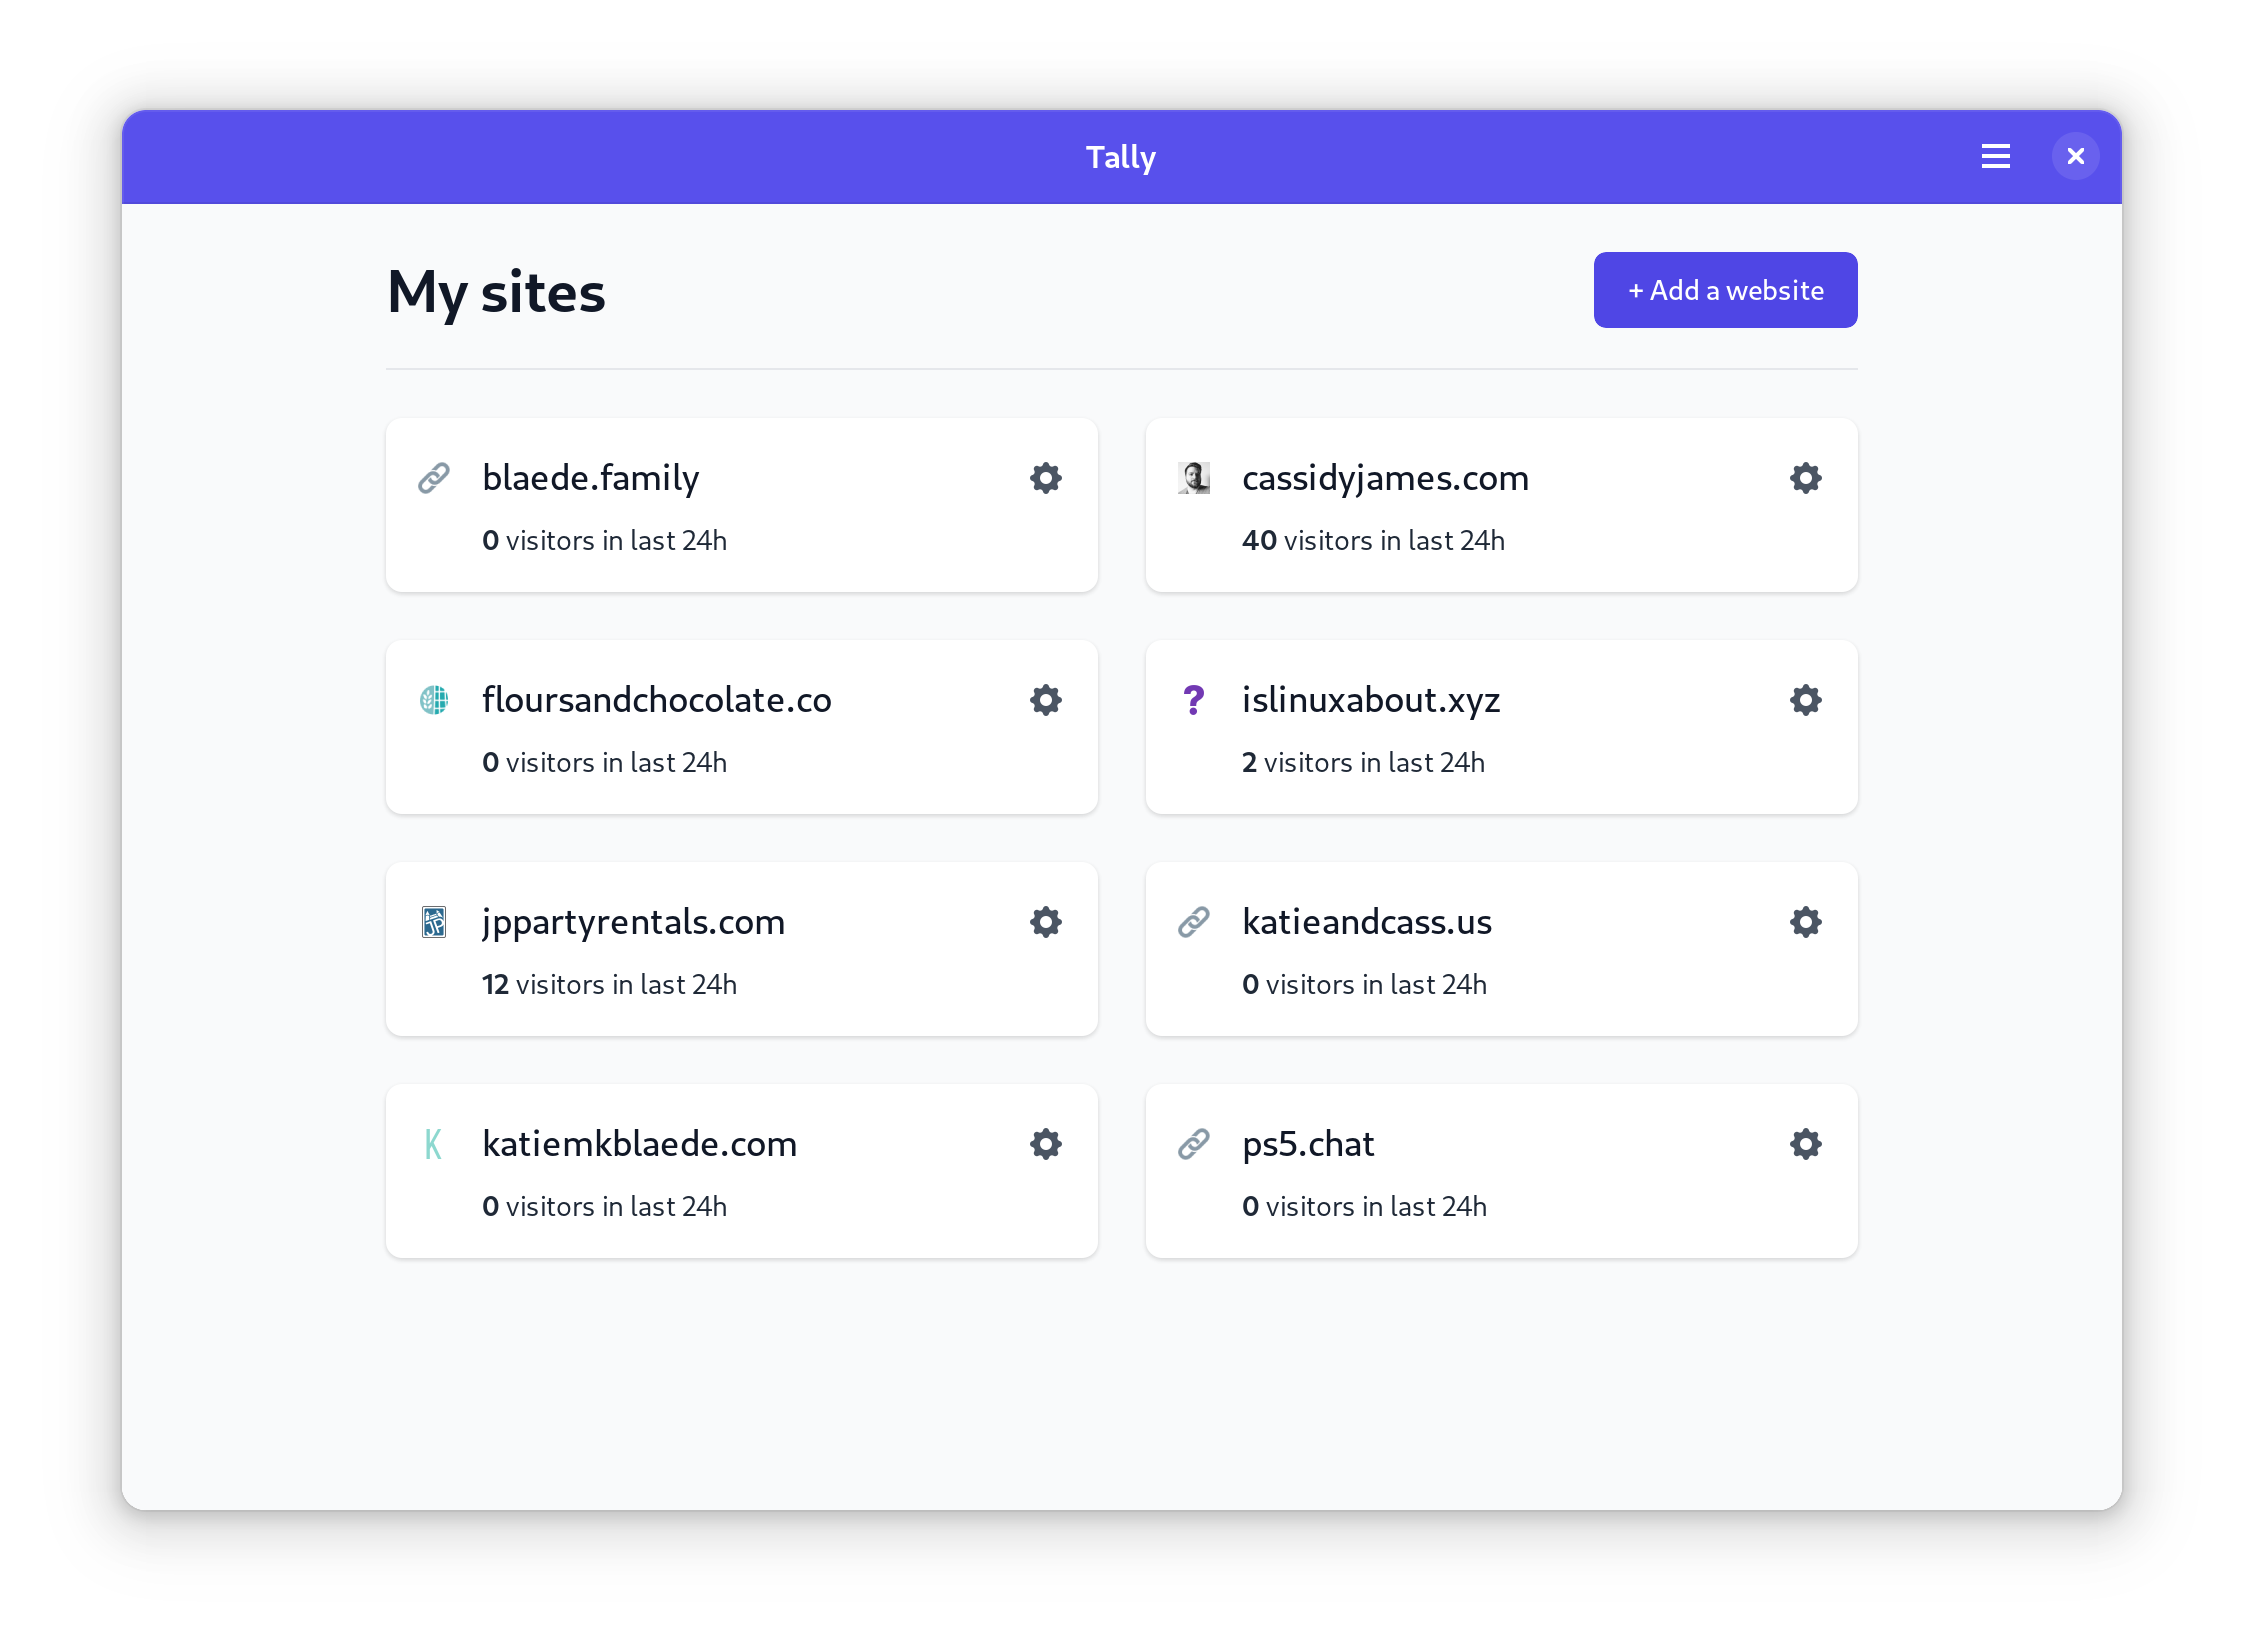 Tally
My sites
+ Add a website
blaede.family
0 visitors in last 24h
cassidyjames.com
40 visitors in last 24h
floursandchocolate.co
0 visitors in last 24h
?
islinuxabout.xyz
2 visitors in last 24h
JP
jppartyrentals.com
12 visitors in last 24h
katieandcass.us
0 visitors in last 24h
K
katiemkblaede.com
0 visitors in last 24h
ps5.chat
0 visitors in last 24h